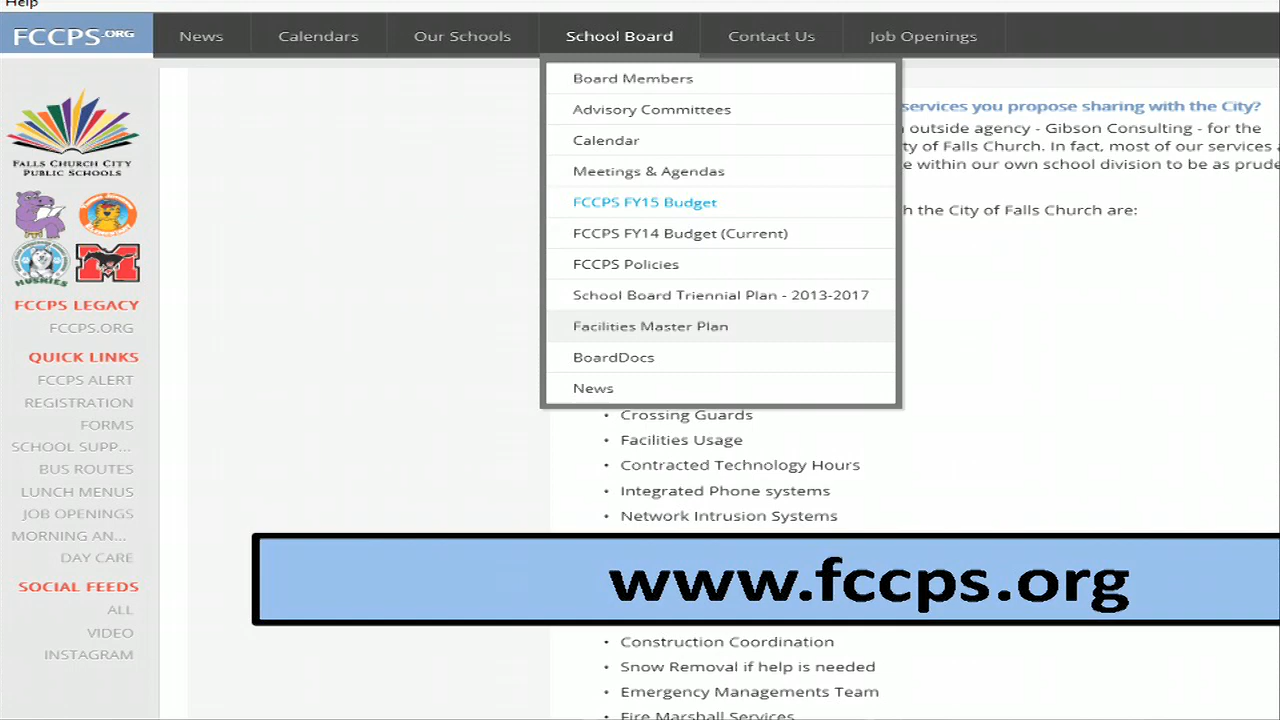 Help
FCCPS.ORG
News
Calendars
Our Schools
School Board
Contact Us
Job Openings
FALLS CHURCH CITY
PUBLIC SCHOOLS
HUSKIES
M
FCCPS LEGACY
FCCPS.ORG
QUICK LINKS
FCCPS ALERT
REGISTRATION
FORMS
SCHOOL SUPP...
BUS ROUTES
LUNCH MENUS
JOB OPENINGS
MORNING AN...
DAY CARE
SOCIAL FEEDS
ALL
VIDEO
INSTAGRAM
Board Members
Advisory Committees
Calendar
Meetings & Agendas
FCCPS FY15 Budget
FCCPS FY14 Budget (Current)
FCCPS Policies
School Board Triennial Plan - 2013-2017
Facilities Master Plan
BoardDocs
News
services you propose sharing with the City?
outside agency - Gibson Consulting - for the
ty of Falls Church. In fact, most of our services
e within our own school division to be as prude
h the City of Falls Church are:
• Crossing Guards
• Facilities Usage
• Contracted Technology Hours
• Integrated Phone systems
• Network Intrusion Systems
www.fccps.org
• Construction Coordination
• Snow Removal if help is needed
• Emergency Managements Team
• Fire Marshall Services